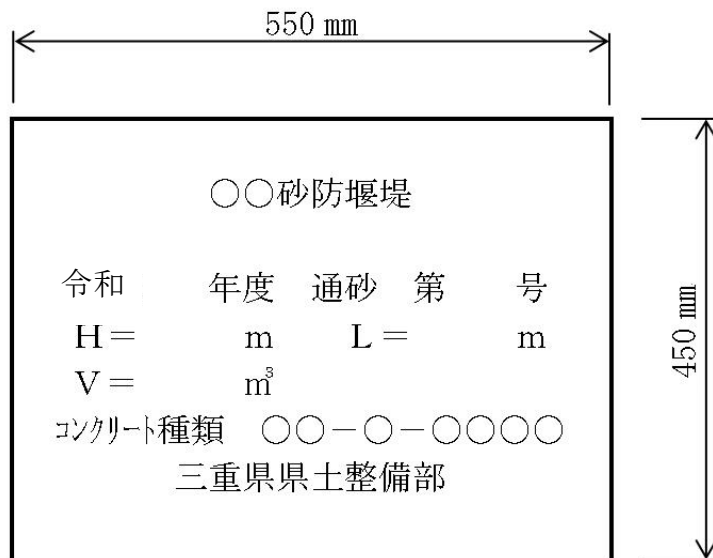 550 mm
○○砂防堰堤
令和 年度 通砂 第 号
H＝ m L＝ m
V＝ m³
コンクリート種類 ○○－○－○○○○
三重県県土整備部
450 mm